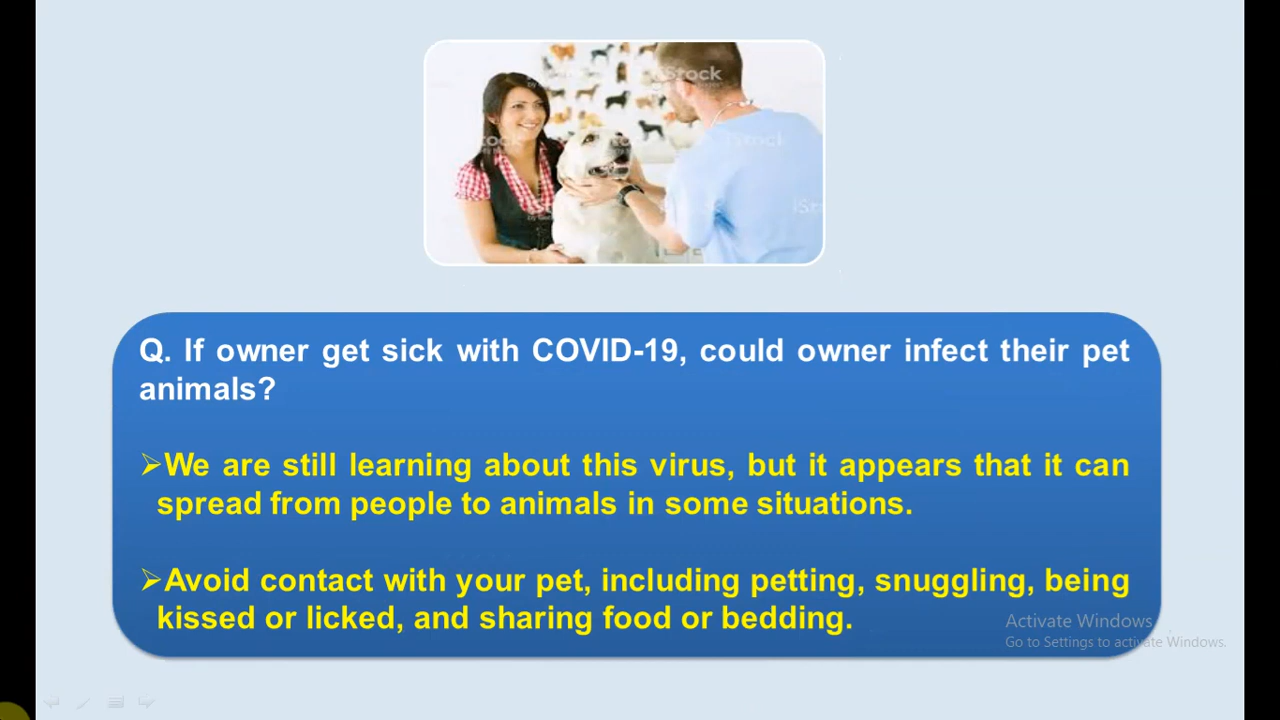 iStock
Q. If owner get sick with COVID-19, could owner infect their pet
animals?
➢We are still learning about this virus, but it appears that it can
spread from people to animals in some situations.
➢Avoid contact with your pet, including petting, snuggling, being
kissed or licked, and sharing food or bedding.
Activate Windows
Go to Settings to activate Windows.